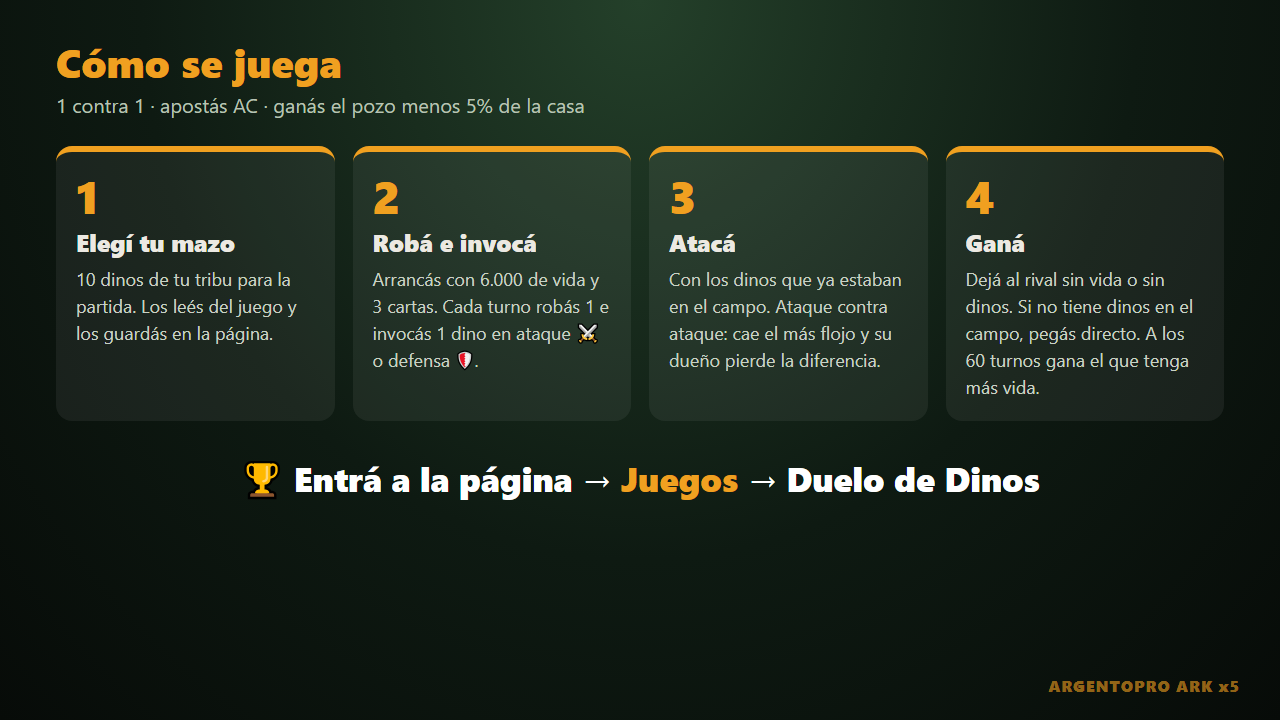 Cómo se juega
1 contra 1 · apostás AC · ganás el pozo menos 5% de la casa
1
Elegí tu mazo
10 dinos de tu tribu para la
partida. Los leés del juego y
los guardás en la página.
2
Robá e invocá
Arrancás con 6.000 de vida y
3 cartas. Cada turno robás 1 e
invocás 1 dino en ataque ⚔️
o defensa 🛡️.
3
Atacá
Con los dinos que ya estaban
en el campo. Ataque contra
ataque: cae el más flojo y su
dueño pierde la diferencia.
4
Ganá
Dejá al rival sin vida o sin
dinos. Si no tiene dinos en el
campo, pegás directo. A los
60 turnos gana el que tenga
más vida.
🏆 Entrá a la página → Juegos → Duelo de Dinos
ARGENTOPRO ARK x5